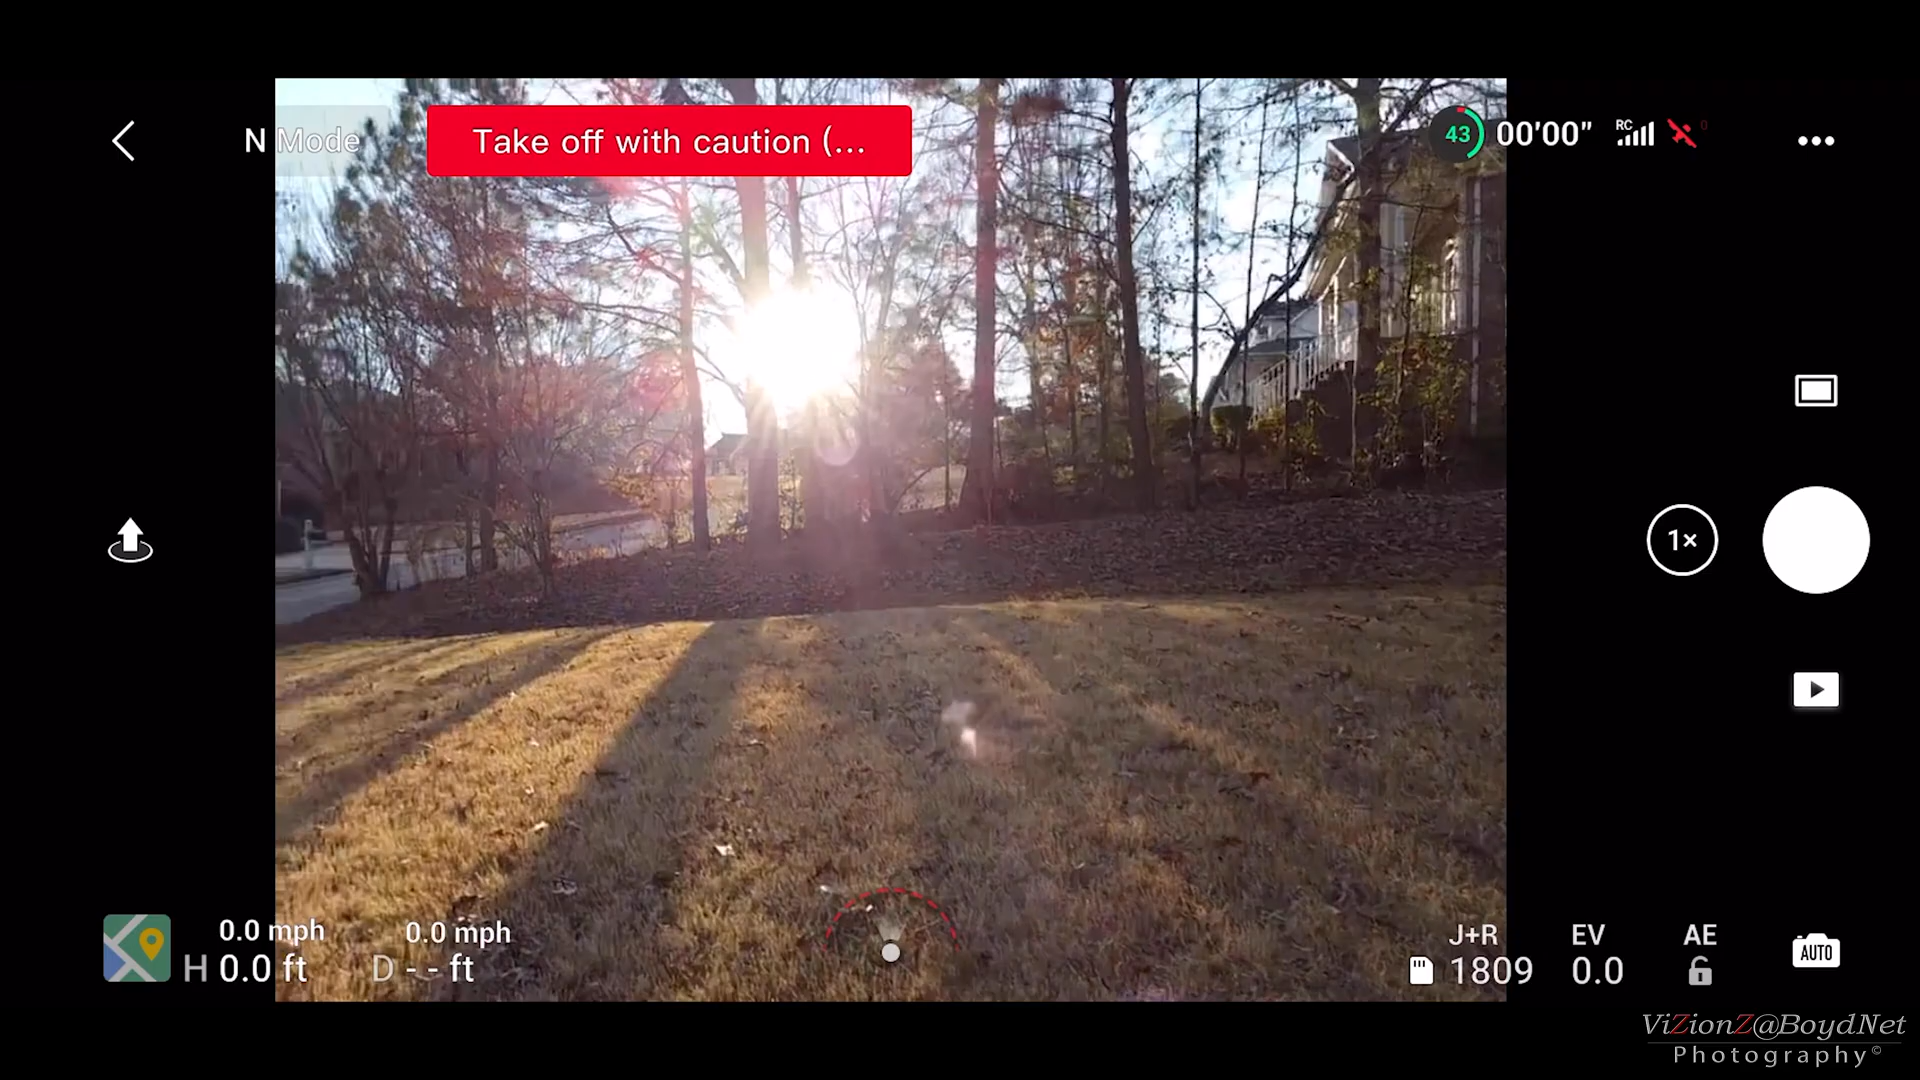 N Mode
Take off with caution (...
43
00'00"
RC
0
1×
0.0 mph
0.0 mph
H 0.0 ft
D - - ft
J+R
1809
EV
0.0
AE
AUTO
ViZionZ@BoydNet
Photography©